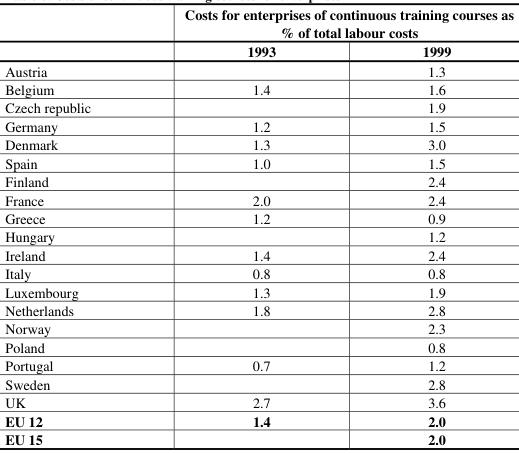 Costs for enterprises of continuous training courses as
% of total labour costs
1993 1999
Austria 1.3
Belgium 1.4 1.6
Czech republic 1.9
Germany 1.2 1.5
Denmark 1.3 3.0
Spain 1.0 1.5
Finland 2.4
France 2.0 2.4
Greece 1.2 0.9
Hungary 1.2
Ireland 1.4 2.4
Italy 0.8 0.8
Luxembourg 1.3 1.9
Netherlands 1.8 2.8
Norway 2.3
Poland 0.8
Portugal 0.7 1.2
Sweden 2.8
UK 2.7 3.6
EU 12 1.4 2.0
EU 15 2.0